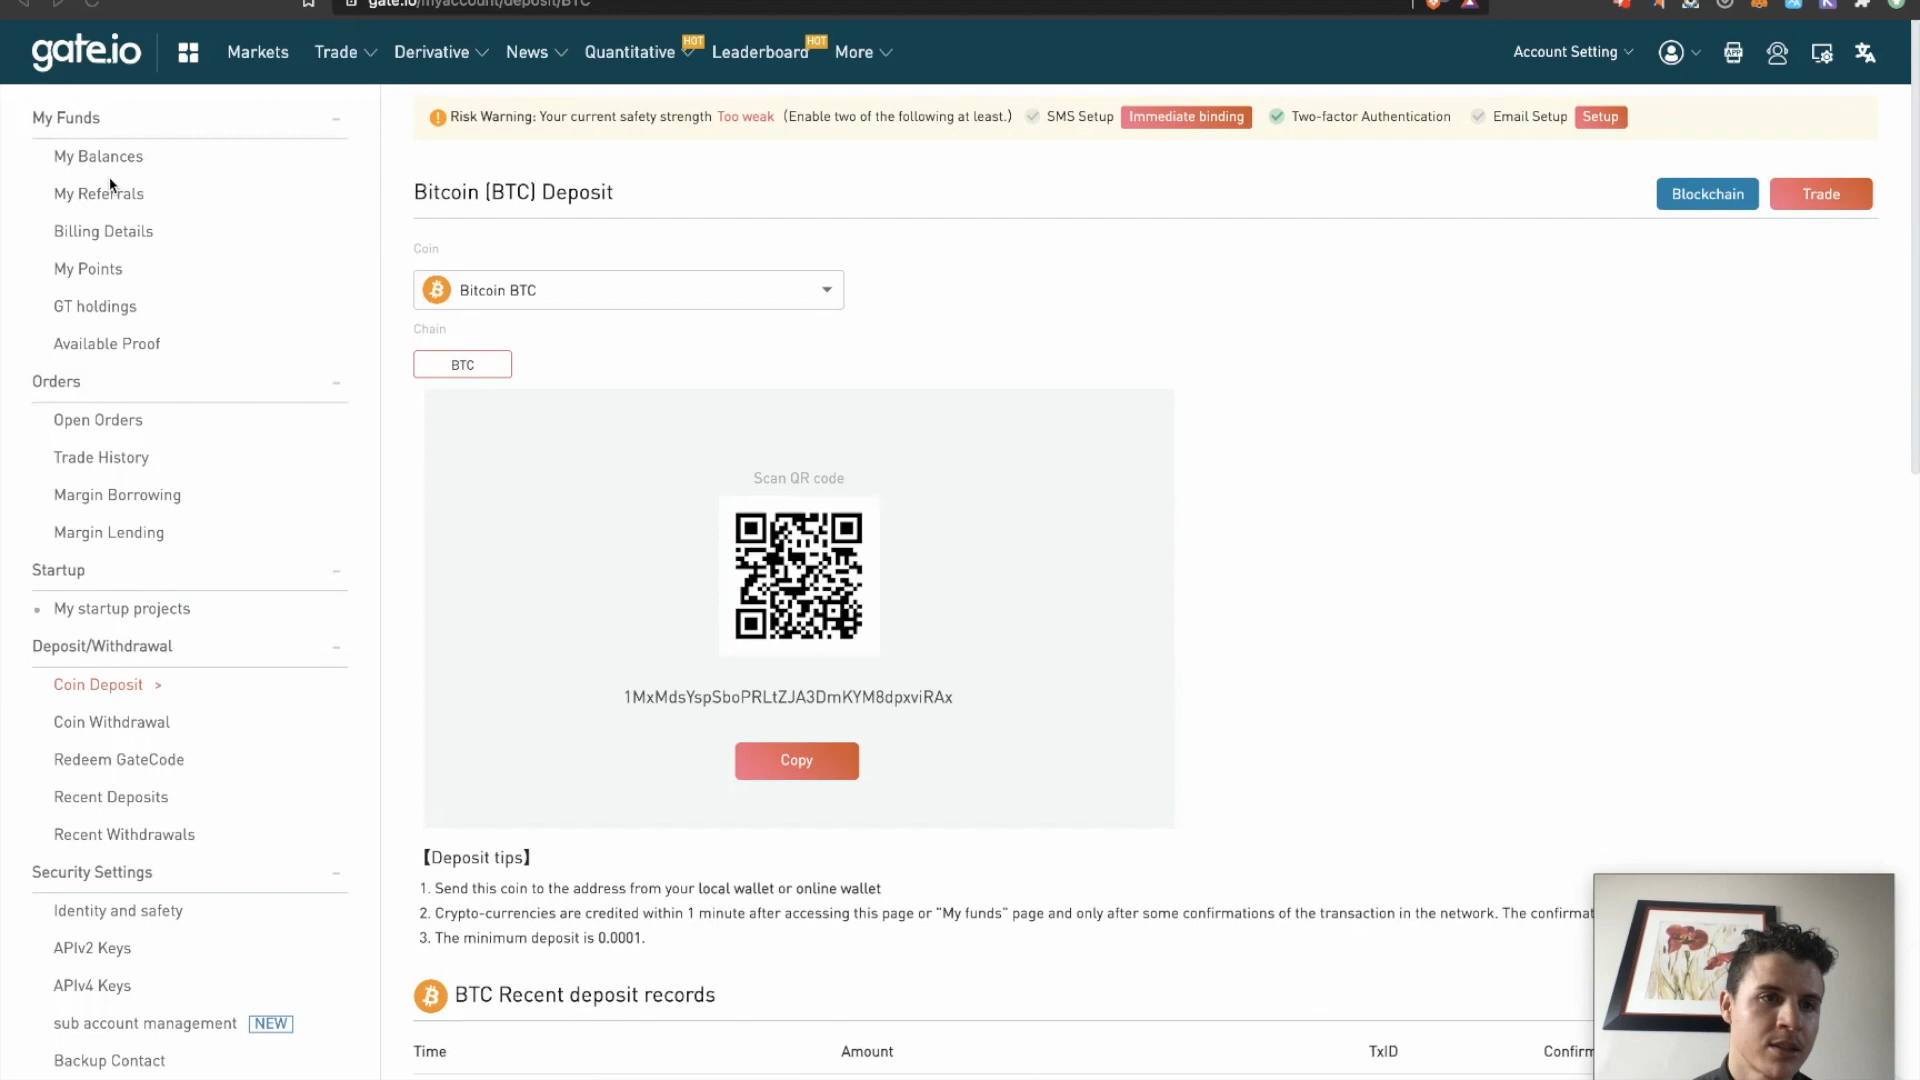 gate.io/myaccount/deposit/BTC
gate.io
Markets
Trade
Derivative
News
Quantitative
HOT
Leaderboard
HOT
More
Account Setting
APP
My Funds
My Balances
My Referrals
Billing Details
My Points
GT holdings
Available Proof
Orders
Open Orders
Trade History
Margin Borrowing
Margin Lending
Startup
My startup projects
Deposit/Withdrawal
Coin Deposit >
Coin Withdrawal
Redeem GateCode
Recent Deposits
Recent Withdrawals
Security Settings
Identity and safety
APIv2 Keys
APIv4 Keys
sub account management NEW
Backup Contact
Risk Warning: Your current safety strength Too weak (Enable two of the following at least.) SMS Setup Immediate binding Two-factor Authentication Email Setup Setup
Bitcoin (BTC) Deposit
Blockchain
Trade
Coin
Bitcoin BTC
Chain
BTC
Scan QR code
1MxMdsYspSboPRLtZJA3DmKYM8dpxviRAx
Copy
【Deposit tips】
1. Send this coin to the address from your local wallet or online wallet
2. Crypto-currencies are credited within 1 minute after accessing this page or "My funds" page and only after some confirmations of the transaction in the network. The confirmat
3. The minimum deposit is 0.0001.
BTC Recent deposit records
Time
Amount
TxID
Confirm